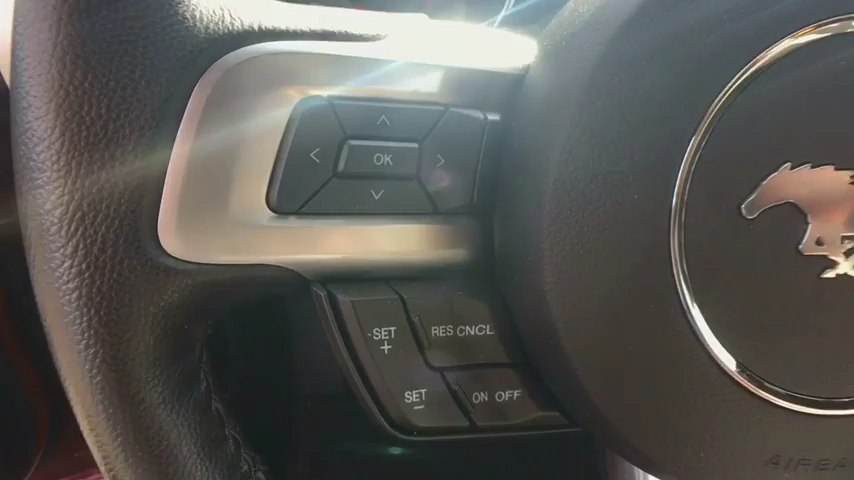 OK
SET
+
RES CNCL
SET
−
ON OFF